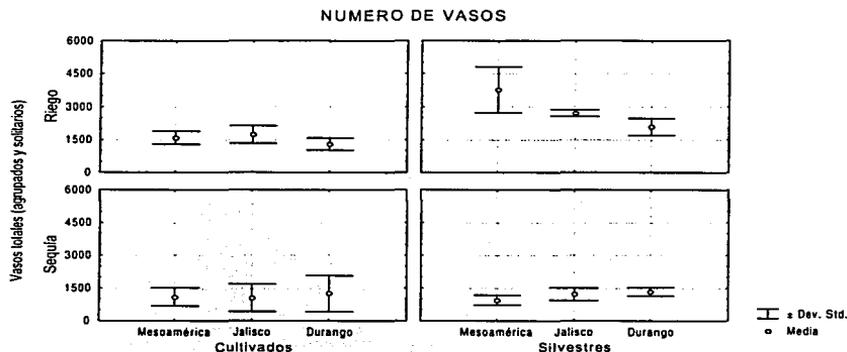 NUMERO DE VASOS
Vasos totales (agrupados y solitarios)
Riego
6000
4500
3000
1500
0
Sequía
6000
4500
3000
1500
0
Mesoamérica Jalisco Durango
Cultivados
Mesoamérica Jalisco Durango
Silvestres
± Dev. Std.
Media